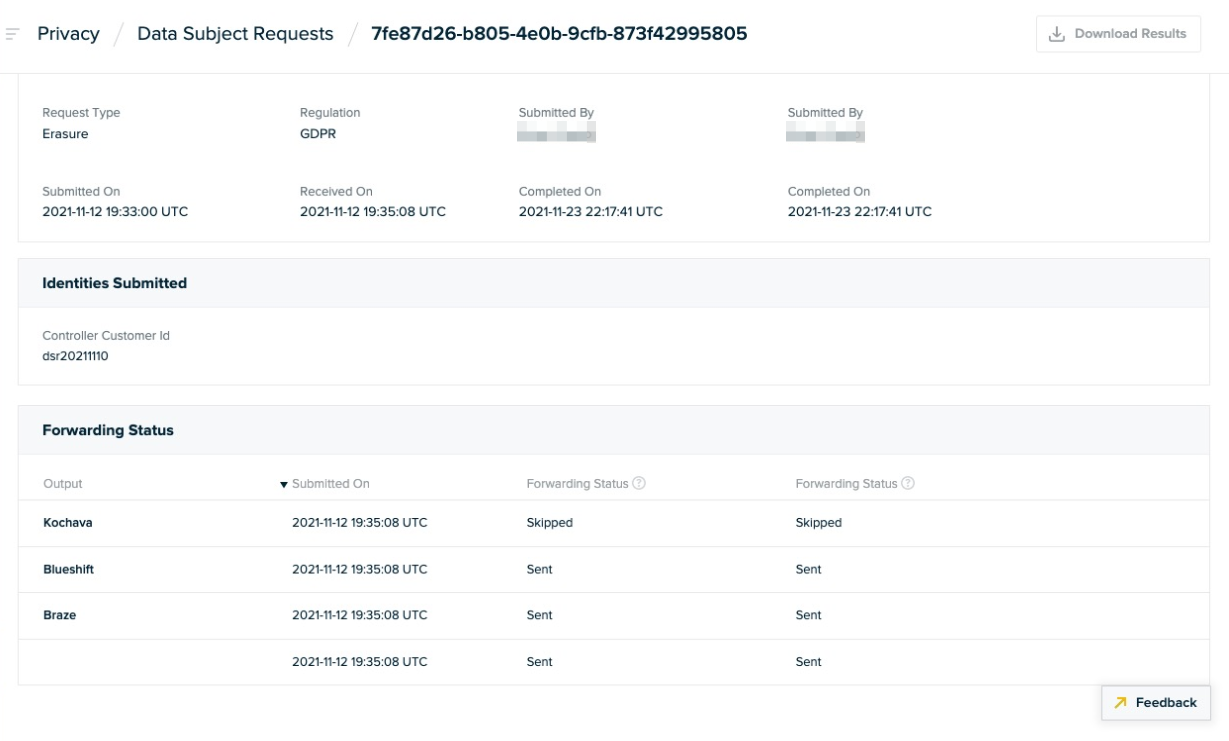 Privacy / Data Subject Requests / 7fe87d26-b805-4e0b-9cfb-873f42995805 Download Results
Request Type Regulation Submitted By Submitted By
Erasure GDPR
Submitted On Received On Completed On Completed On
2021-11-12 19:33:00 UTC 2021-11-12 19:35:08 UTC 2021-11-23 22:17:41 UTC 2021-11-23 22:17:41 UTC
Identities Submitted
Controller Customer Id
dsr20211110
Forwarding Status
Output Submitted On Forwarding Status ? Forwarding Status ?
Kochava 2021-11-12 19:35:08 UTC Skipped Skipped
Blueshift 2021-11-12 19:35:08 UTC Sent Sent
Braze 2021-11-12 19:35:08 UTC Sent Sent
2021-11-12 19:35:08 UTC Sent Sent
Feedback